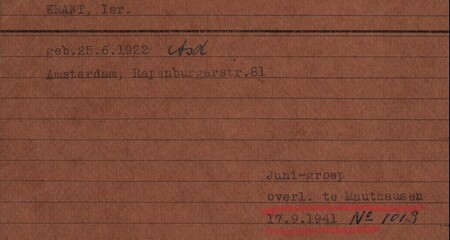 KRANT, Isr.
geb.25.6.1922 Asd
Amsterdam, Rapenburgerstr.81
Juni-groep
overl. te Mauthausen
17.9.1941 No 1019